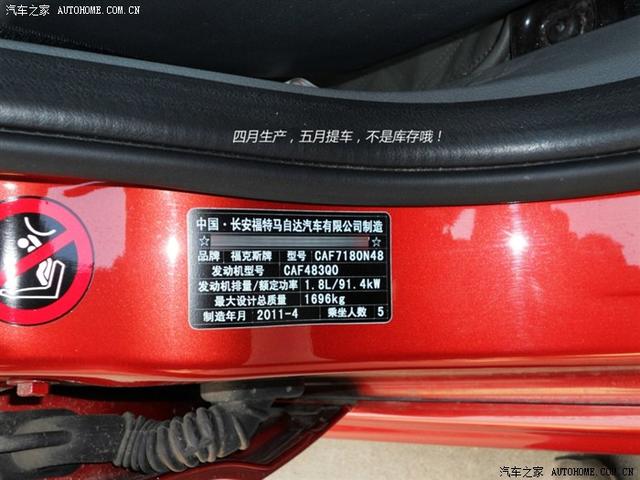 汽车之家 AUTOHOME.COM.CN
四月生产，五月提车，不是库存哦！
中国·长安福特马自达汽车有限公司制造
☆ ☆
品牌 福克斯牌 型号 CAF7180N48
发动机型号 CAF483Q0
发动机排量/额定功率 1.8L/91.4kW
最大设计总质量 1696kg
制造年月 2011-4 乘坐人数 5
汽车之家 AUTOHOME.COM.CN